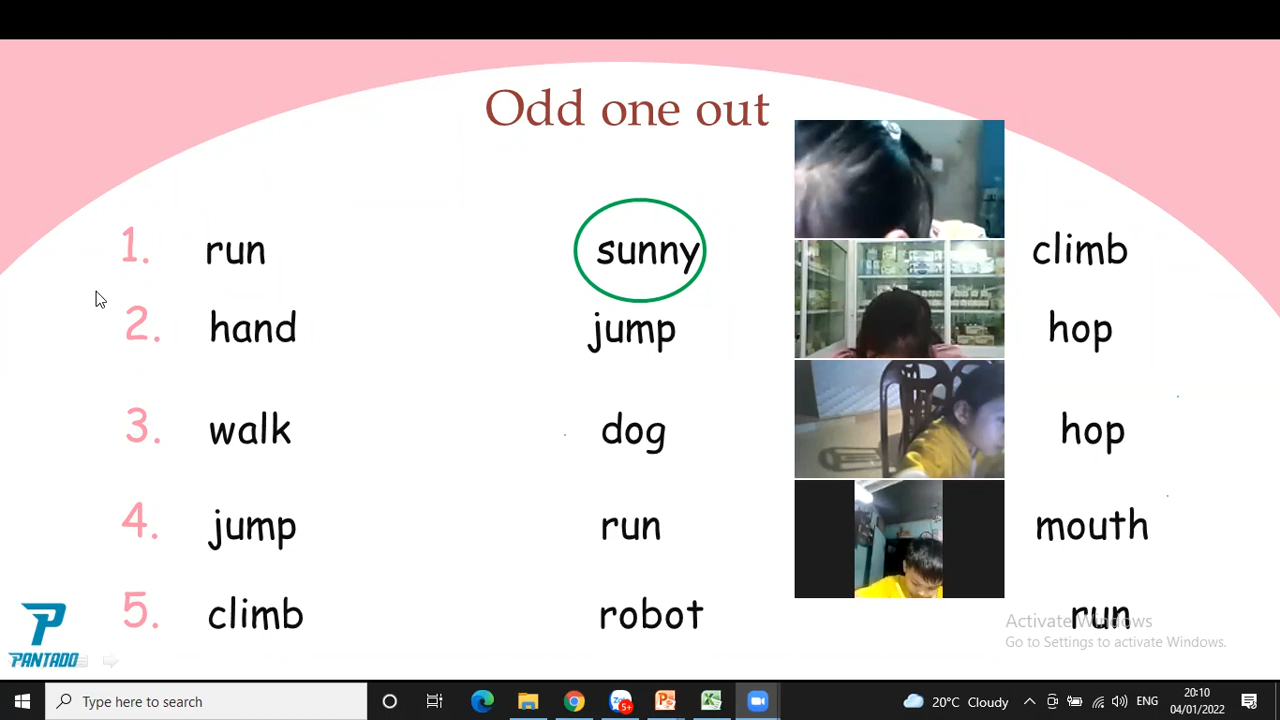 Odd one out
1. run sunny climb
2. hand jump hop
3. walk dog hop
4. jump run mouth
5. climb robot run
Activate Windows
Go to Settings to activate Windows.
PANTADO
Type here to search
5+
20°C Cloudy
ENG
20:10
04/01/2022